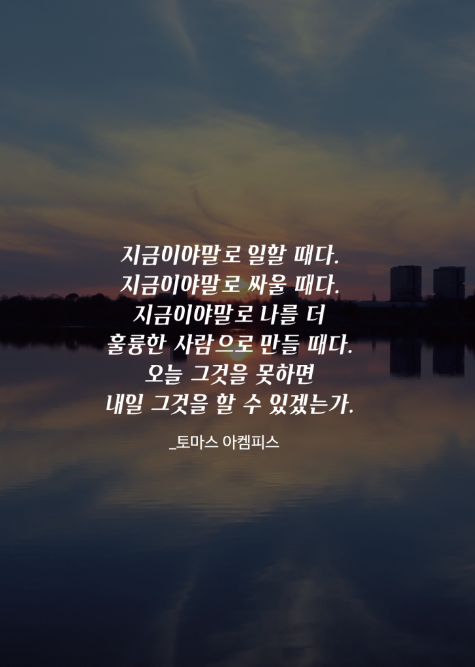 지금이야말로 일할 때다.
지금이야말로 싸울 때다.
지금이야말로 나를 더
훌륭한 사람으로 만들 때다.
오늘 그것을 못하면
내일 그것을 할 수 있겠는가.
_토마스 아켐피스